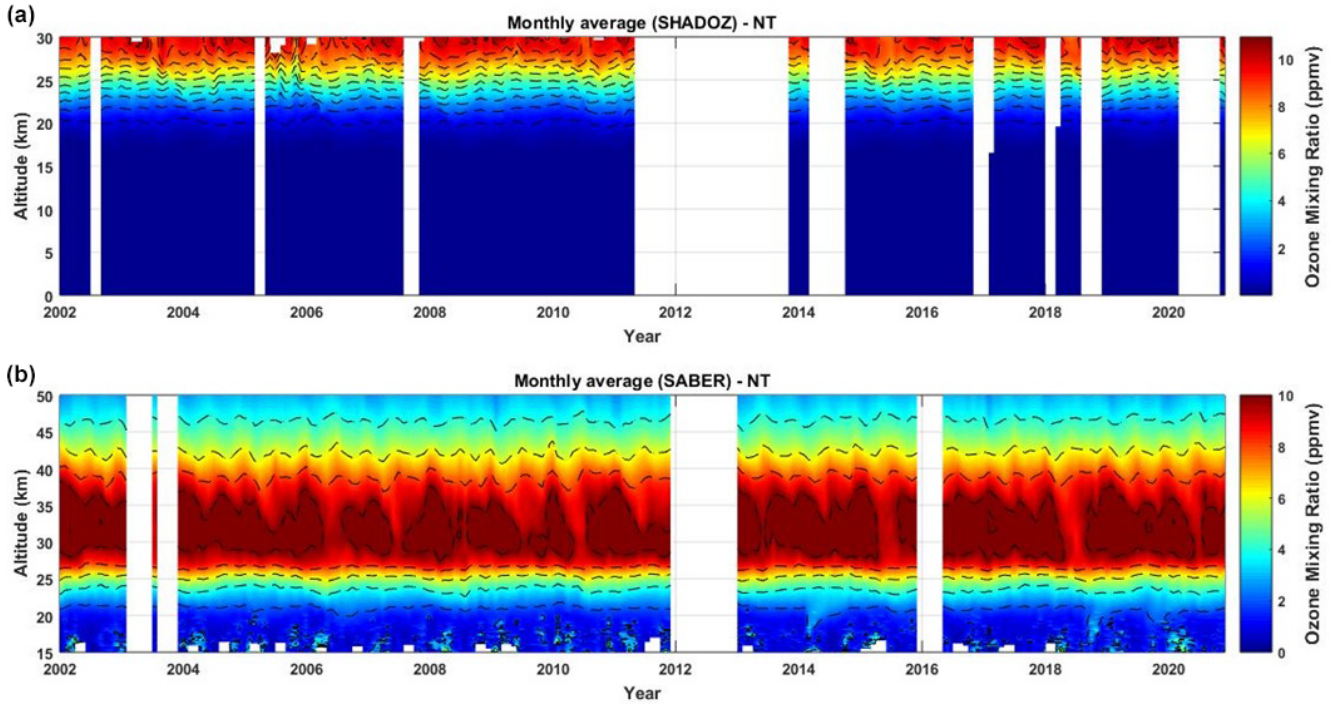 (a)
Monthly average (SHADOZ) - NT
30
25
20
15
10
5
0
Altitude (km)
2002 2004 2006 2008 2010 2012 2014 2016 2018 2020
Year
10
8
6
4
2
Ozone Mixing Ratio (ppmv)
(b)
Monthly average (SABER) - NT
50
45
40
35
30
25
20
15
Altitude (km)
2002 2004 2006 2008 2010 2012 2014 2016 2018 2020
Year
10
8
6
4
2
0
Ozone Mixing Ratio (ppmv)